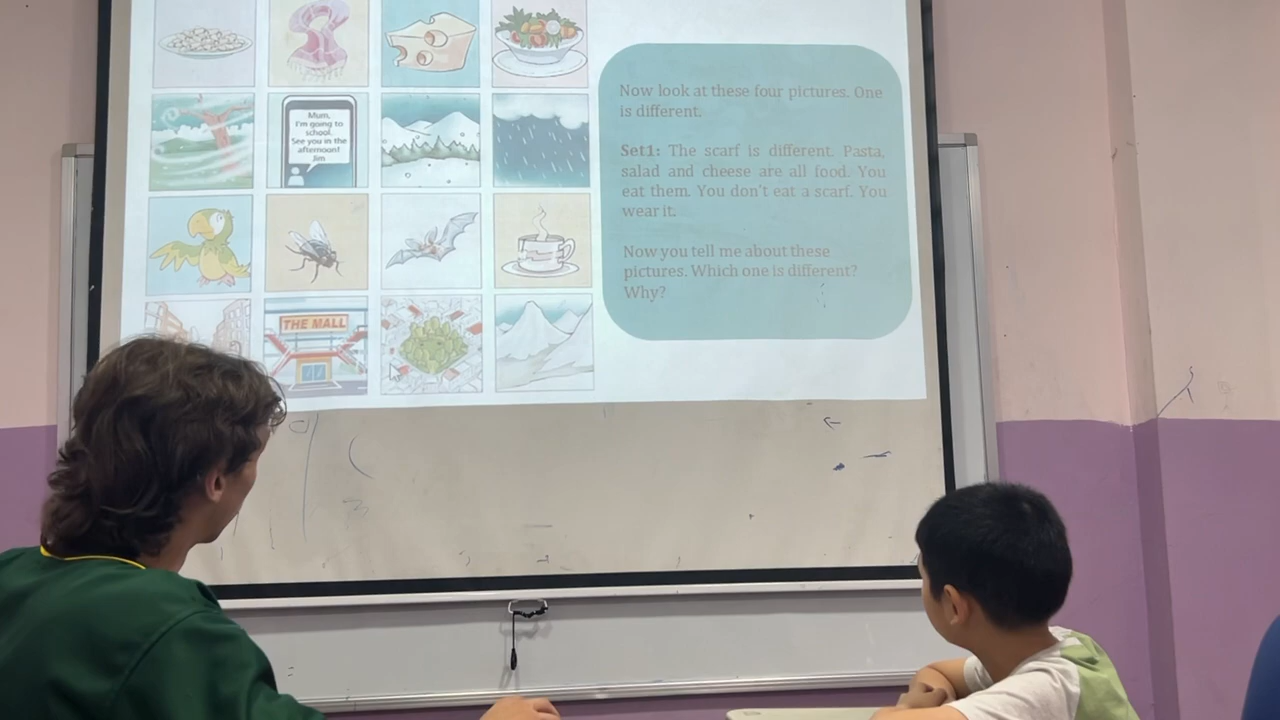 Mum,
I'm going to
school.
See you in the
afternoon!
Jim
THE MALL
Now look at these four pictures. One
is different.
Set1: The scarf is different. Pasta,
salad and cheese are all food. You
eat them. You don't eat a scarf. You
wear it.
Now you tell me about these
pictures. Which one is different?
Why?